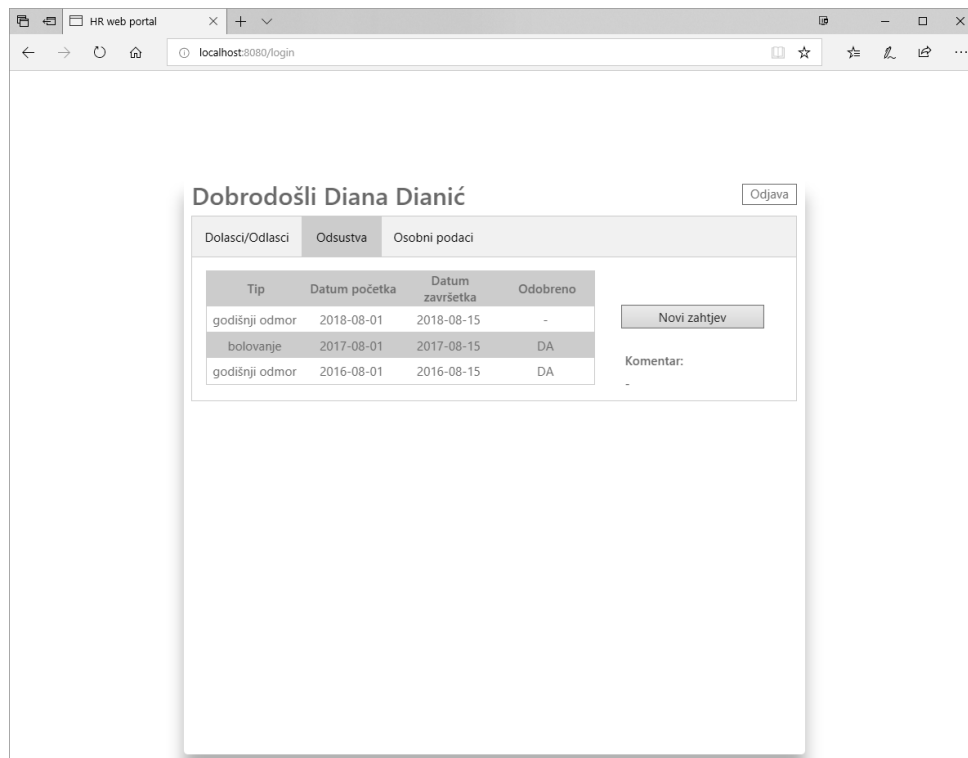 HR web portal
localhost:8080/login
Dobrodošli Diana Dianić
Odjava
Dolasci/Odlasci Odsustva Osobni podaci
Tip Datum početka Datum završetka Odobreno
godišnji odmor 2018-08-01 2018-08-15 -
bolovanje 2017-08-01 2017-08-15 DA
godišnji odmor 2016-08-01 2016-08-15 DA
Novi zahtjev
Komentar:
-